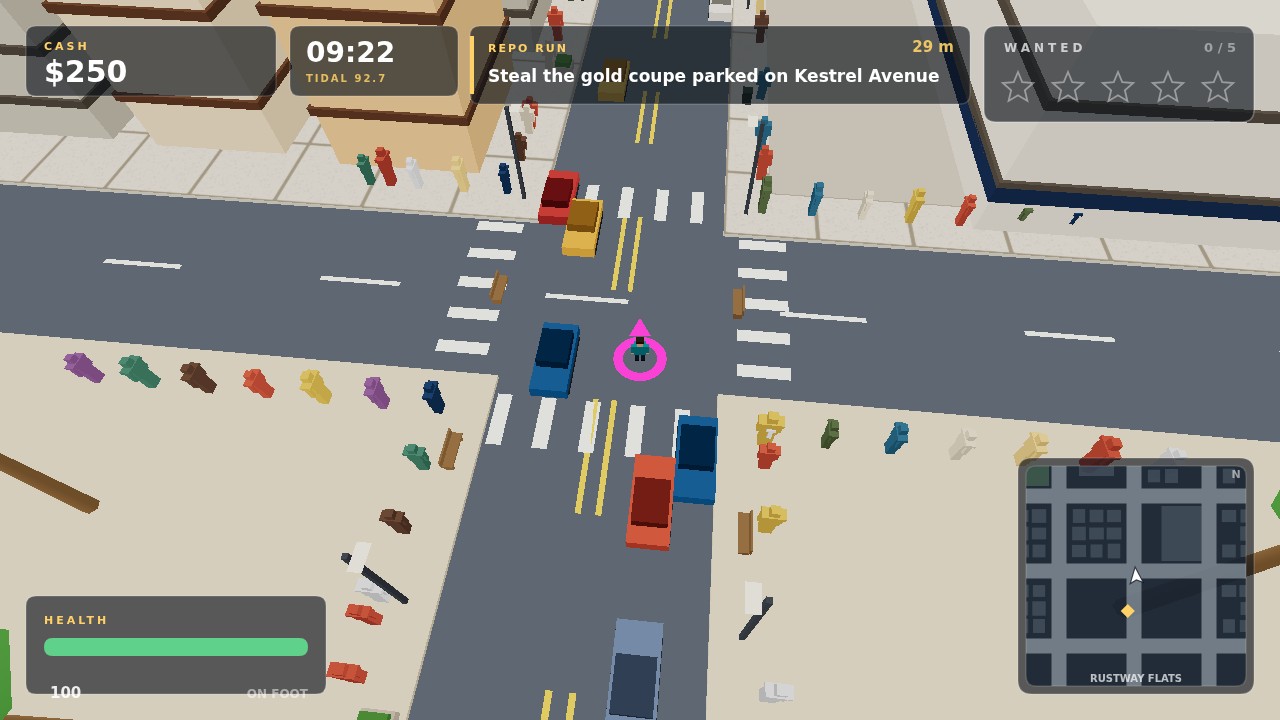 CASH
$250
09:22
TIDAL 92.7
REPO RUN
29 m
Steal the gold coupe parked on Kestrel Avenue
WANTED
0 / 5
N
RUSTWAY FLATS
HEALTH
100
ON FOOT